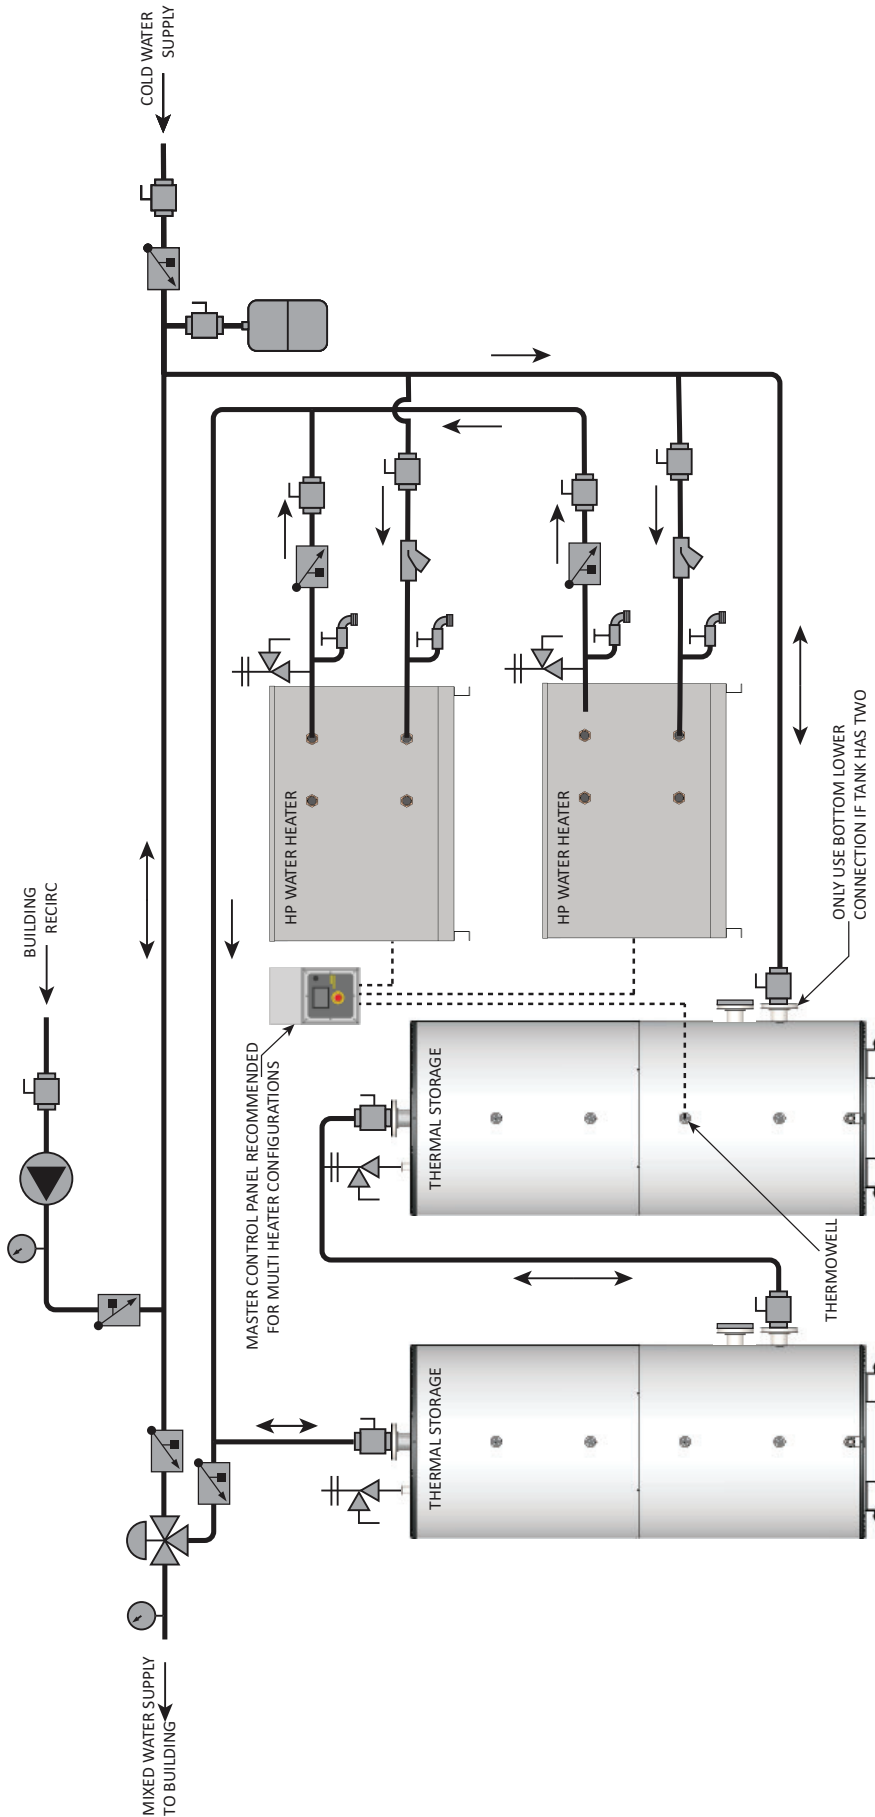 COLD WATER
SUPPLY
BUILDING
RECIRC
MIXED WATER SUPPLY
TO BUILDING
HP WATER HEATER
HP WATER HEATER
MASTER CONTROL PANEL RECOMMENDED
FOR MULTI HEATER CONFIGURATIONS
THERMAL STORAGE
THERMAL STORAGE
THERMOWELL
ONLY USE BOTTOM LOWER
CONNECTION IF TANK HAS TWO